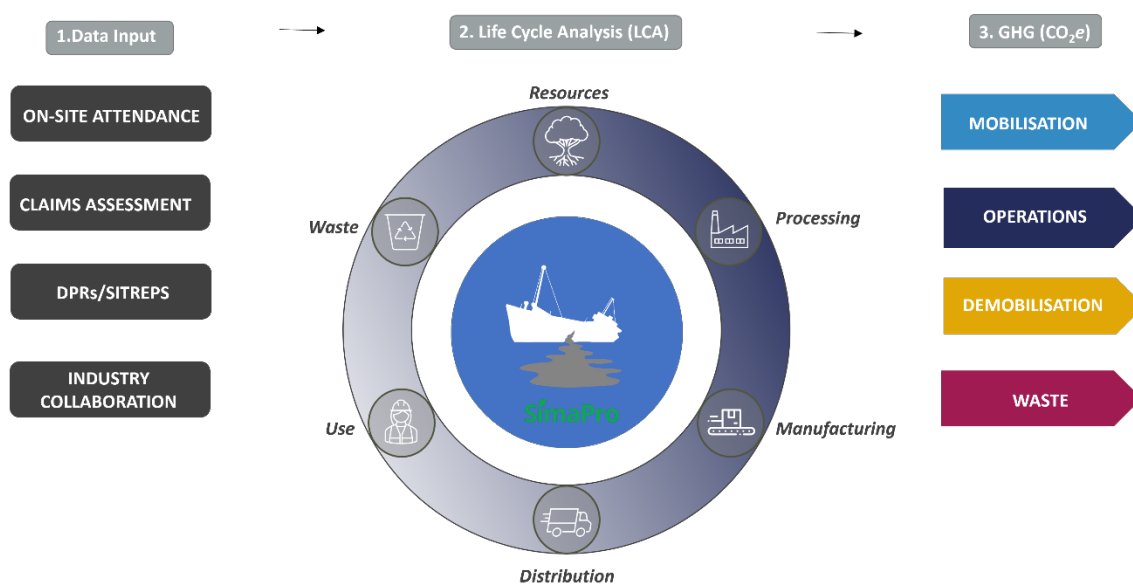 1.Data Input
2. Life Cycle Analysis (LCA)
3. GHG (CO₂e)
ON-SITE ATTENDANCE
CLAIMS ASSESSMENT
DPRs/SITREPS
INDUSTRY
COLLABORATION
Resources
Processing
Manufacturing
Distribution
Use
Waste
SimaPro
MOBILISATION
OPERATIONS
DEMOBILISATION
WASTE